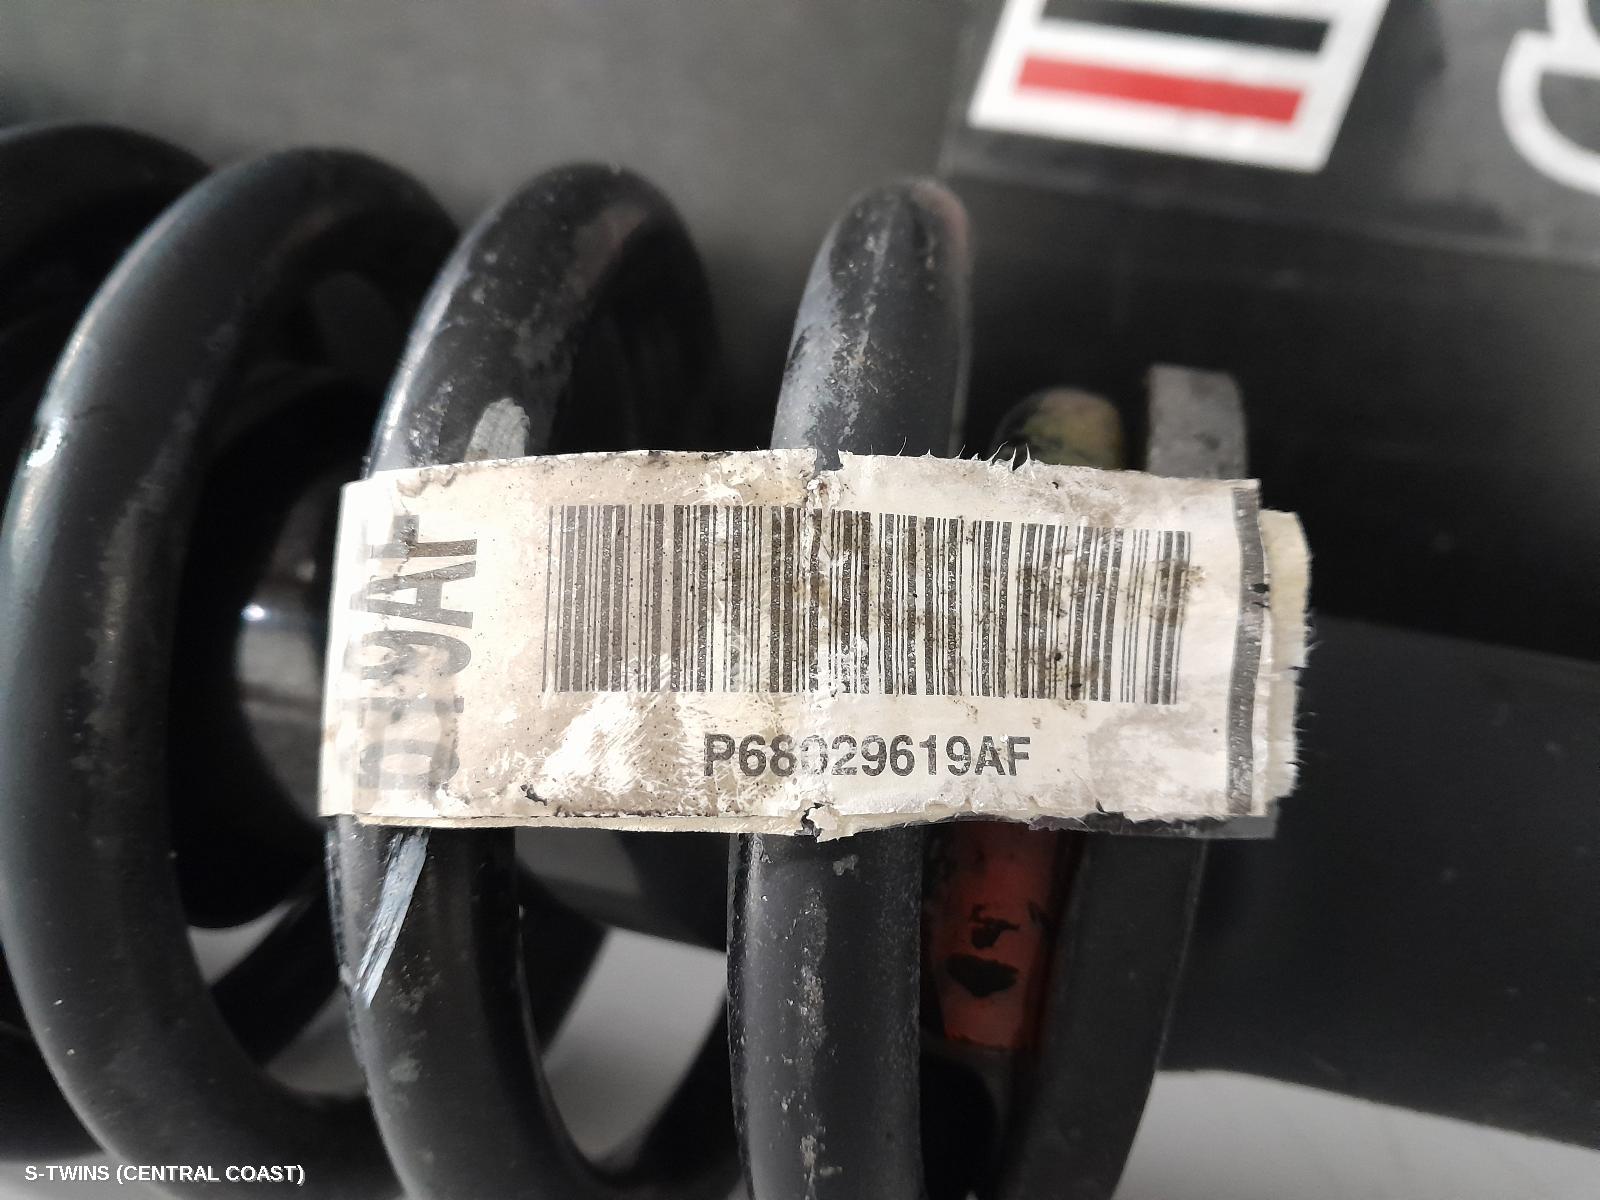 P68029619AF
S-TWINS (CENTRAL COAST)